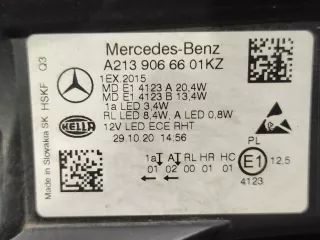 Mercedes-Benz
A213 906 66 01KZ
1EX.2015
MD E1 4123 A 20.4W
MD E1 4123 B 13,4W
1a LED 3,4W
RL LED 8,4W, A LED 0,8W
12V LED ECE RHT
29.10.20 14:56
HELLA
Made in Slovakia SK HSKF Q3
1a A RL HR HC
01 02 00 01 01
PL
E1 12,5
4123